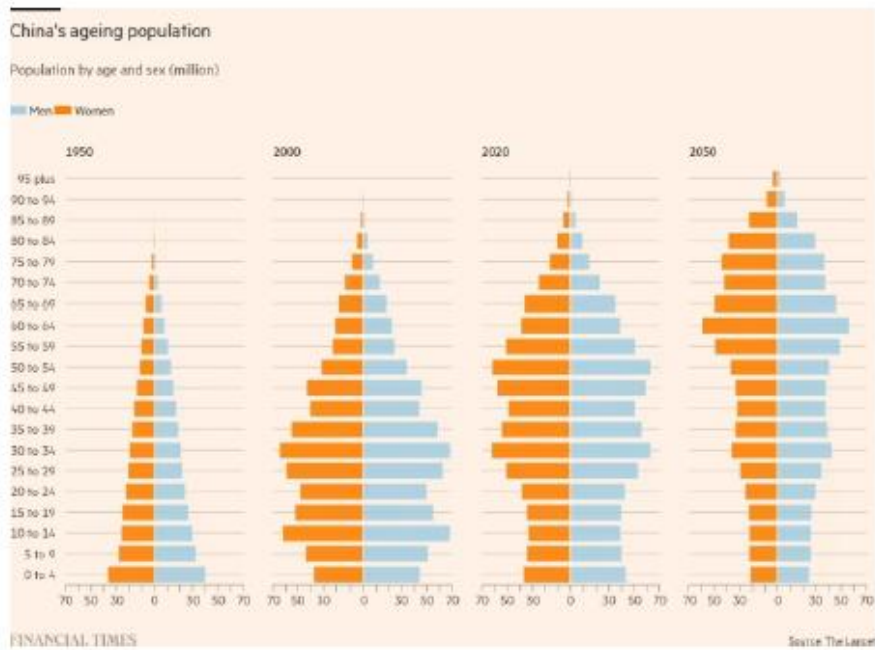 China's ageing population
Population by age and sex (million)
Men Women
1950 2000 2020 2050
95 plus
90 to 94
85 to 89
80 to 84
75 to 79
70 to 74
65 to 69
60 to 64
55 to 59
50 to 54
45 to 49
40 to 44
35 to 39
30 to 34
25 to 29
20 to 24
15 to 19
10 to 14
5 to 9
0 to 4
70 50 30 0 30 50 70 70 50 30 0 30 50 70 70 50 30 0 30 50 70 70 50 30 0 30 50 70
FINANCIAL TIMES Source: The Lancet